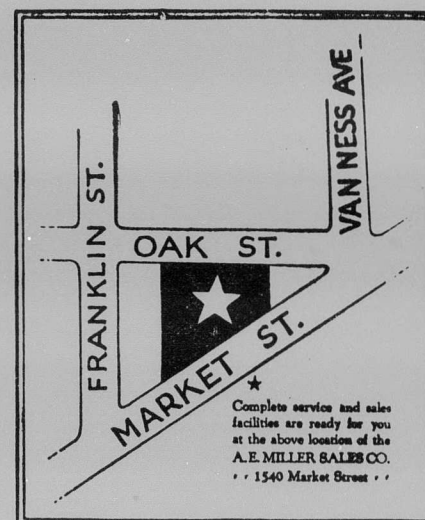 VAN NESS AVE
FRANKLIN ST.
OAK ST.
MARKET ST.
Complete service and sales
facilities are ready for you
at the above location of the
A. E. MILLER SALES CO.
1540 Market Street